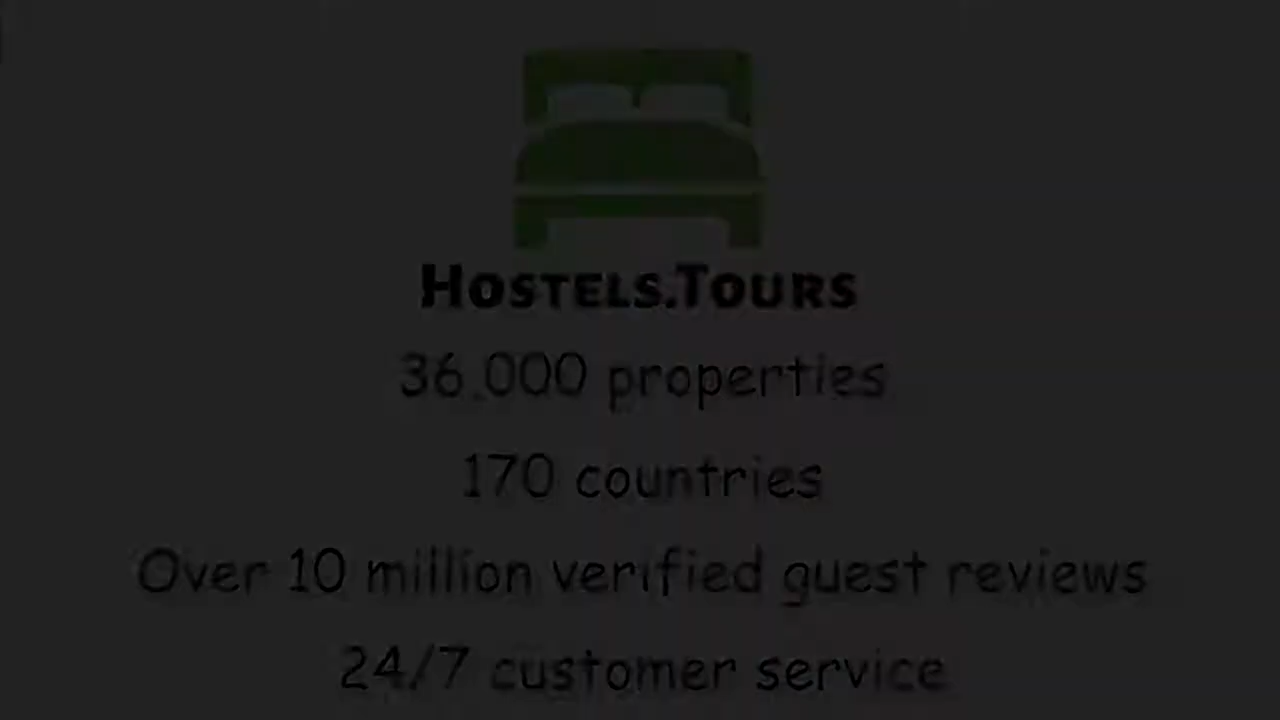 Hostels.Tours
36.000 properties
170 countries
Over 10 million verified guest reviews
24/7 customer service